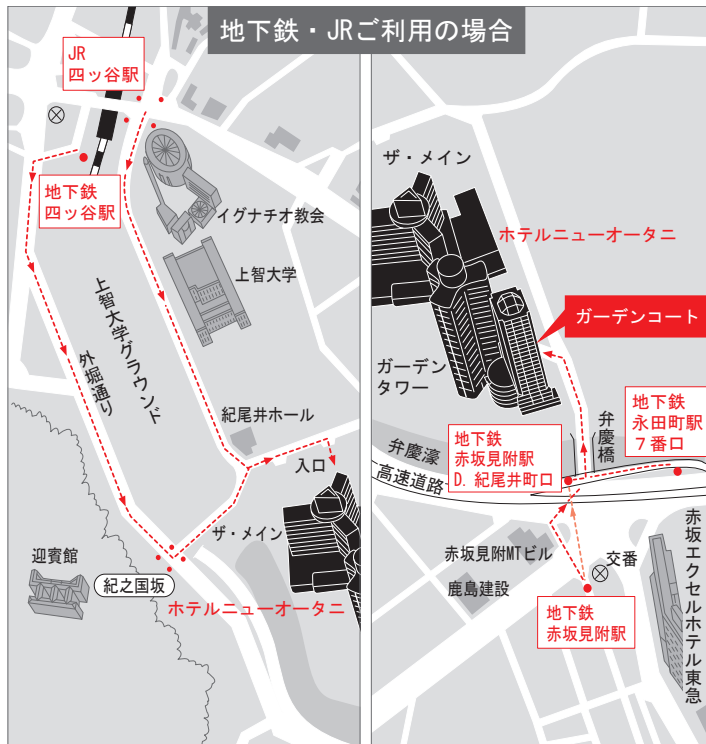 地下鉄・JRご利用の場合
JR
四ッ谷駅
地下鉄
四ッ谷駅
イグナチオ教会
上智大学
上智大学グラウンド
外堀通り
紀尾井ホール
入口
ザ・メイン
迎賓館
紀之国坂
ホテルニューオータニ
ザ・メイン
ホテルニューオータニ
ガーデンコート
ガーデン
タワー
地下鉄
永田町駅
7番口
弁慶橋
弁慶濠
高速道路
地下鉄
赤坂見附駅
D. 紀尾井町口
赤坂見附MTビル
鹿島建設
交番
地下鉄
赤坂見附駅
赤坂エクセルホテル東急